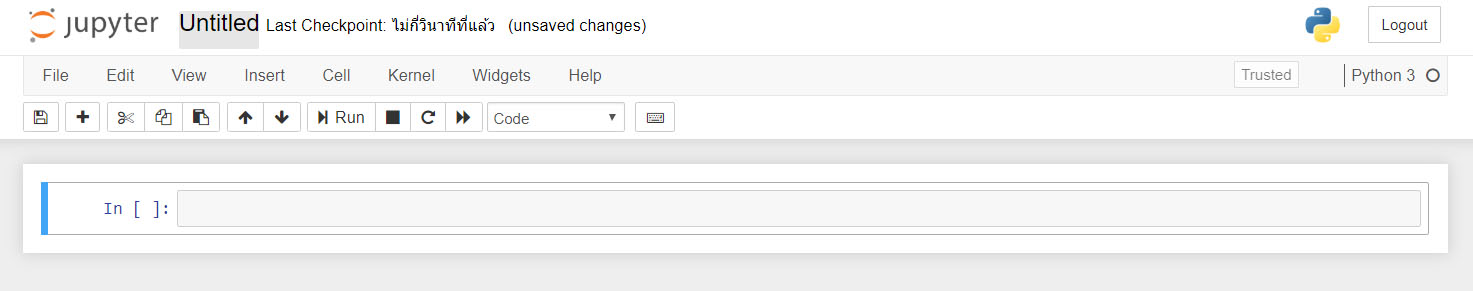 jupyter Untitled Last Checkpoint: ไม่กี่วินาทีที่แล้ว (unsaved changes) Logout
File Edit View Insert Cell Kernel Widgets Help Trusted Python 3
Run Code
In [ ]: